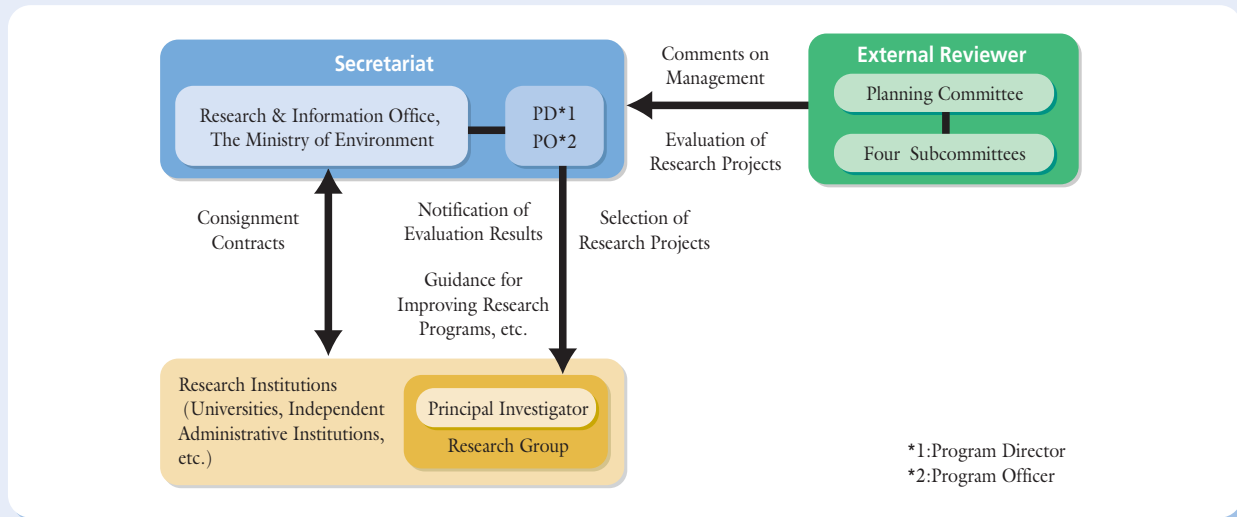 Secretariat
Research & Information Office,
The Ministry of Environment
PD*1
PO*2
Comments on
Management
Evaluation of
Research Projects
External Reviewer
Planning Committee
Four Subcommittees
Consignment
Contracts
Notification of
Evaluation Results
Selection of
Research Projects
Guidance for
Improving Research
Programs, etc.
Research Institutions
(Universities, Independent
Administrative Institutions,
etc.)
Principal Investigator
Research Group
*1:Program Director
*2:Program Officer